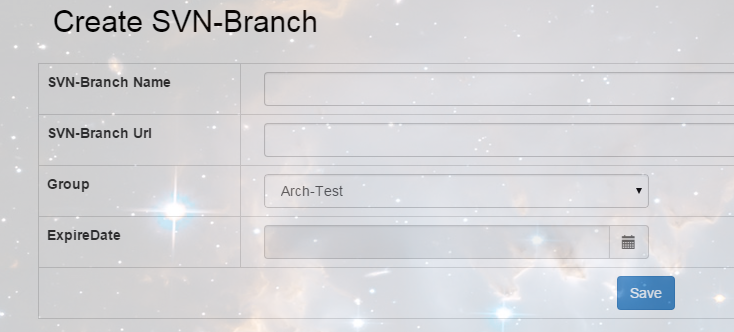 Create SVN-Branch
SVN-Branch Name
SVN-Branch Url
Group
Arch-Test
ExpireDate
Save